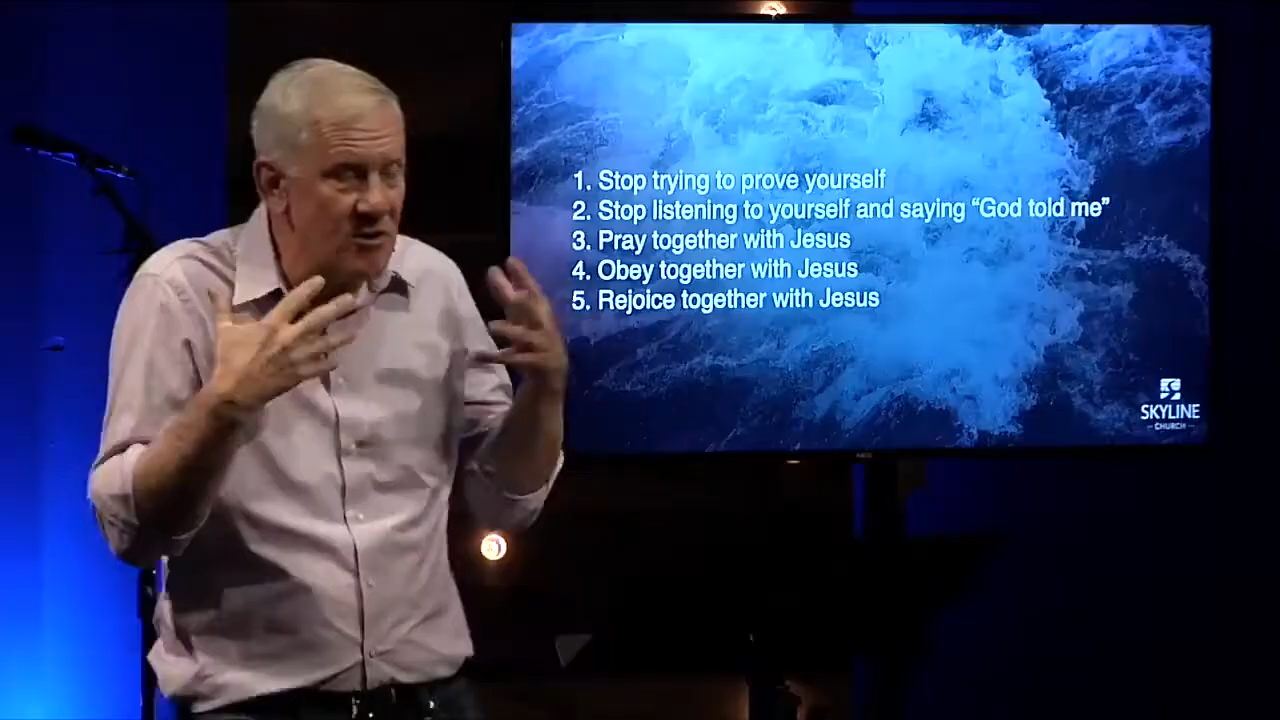 1. Stop trying to prove yourself
2. Stop listening to yourself and saying “God told me”
3. Pray together with Jesus
4. Obey together with Jesus
5. Rejoice together with Jesus
SKYLINE
CHURCH